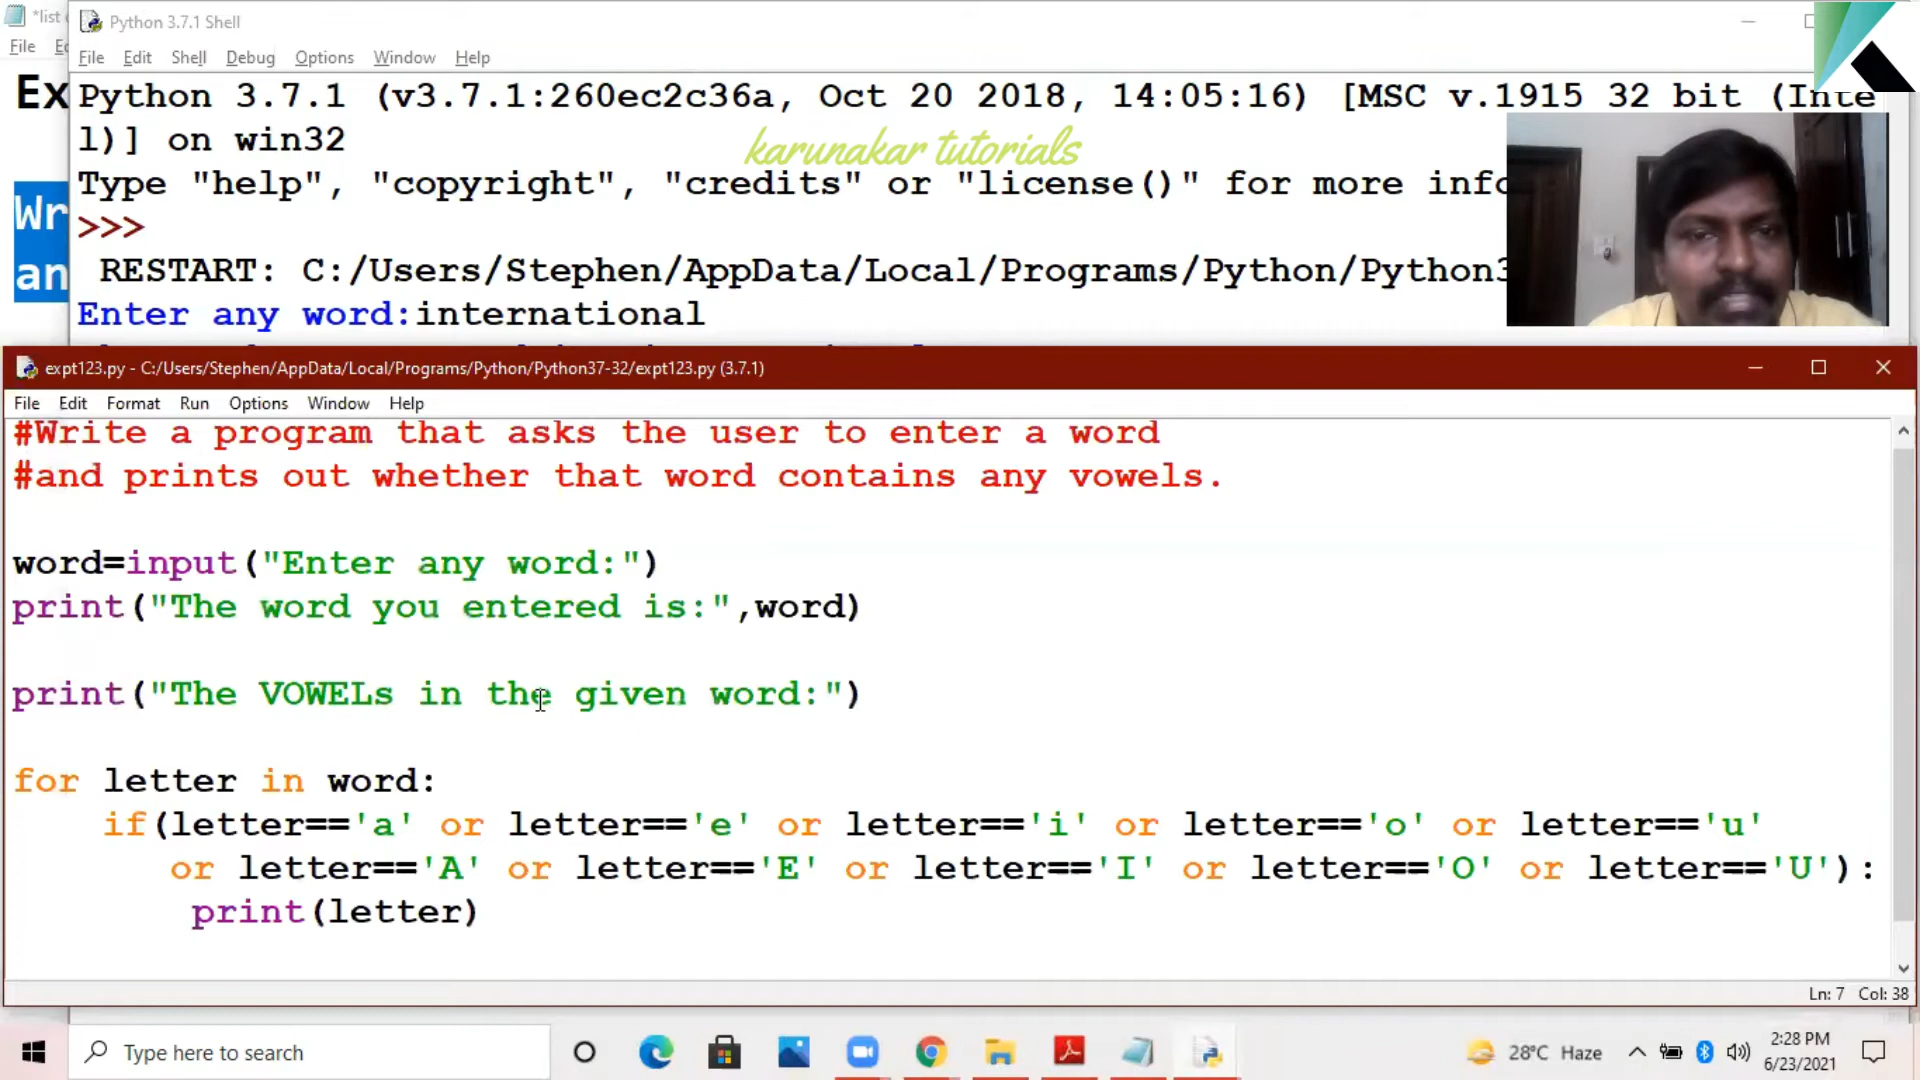 *list
Python 3.7.1 Shell
File
File Edit Shell Debug Options Window Help
Ex
Python 3.7.1 (v3.7.1:260ec2c36a, Oct 20 2018, 14:05:16) [MSC v.1915 32 bit (Inte
l)] on win32
karunakar tutorials
Type "help", "copyright", "credits" or "license()" for more info
Wr
>>>
an
RESTART: C:/Users/Stephen/AppData/Local/Programs/Python/Python3
Enter any word:international
expt123.py - C:/Users/Stephen/AppData/Local/Programs/Python/Python37-32/expt123.py (3.7.1)
File Edit Format Run Options Window Help
#Write a program that asks the user to enter a word
#and prints out whether that word contains any vowels.
word=input("Enter any word:")
print("The word you entered is:",word)
print("The VOWELs in the given word:")
for letter in word:
if(letter=='a' or letter=='e' or letter=='i' or letter=='o' or letter=='u'
or letter=='A' or letter=='E' or letter=='I' or letter=='O' or letter=='U'):
print(letter)
Ln: 7 Col: 38
Type here to search
28°C Haze
2:28 PM
6/23/2021